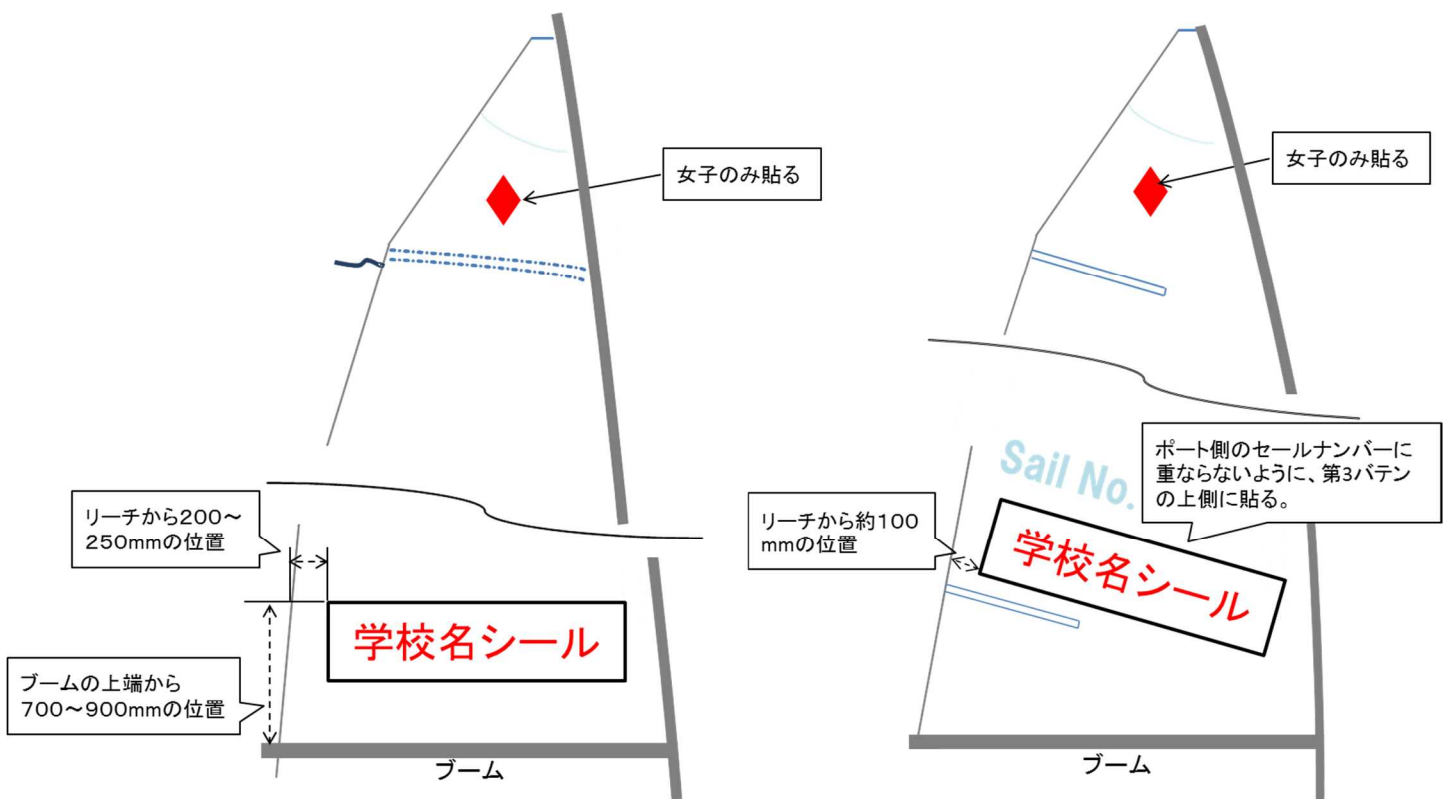 女子のみ貼る
リーチから200～
250mmの位置
学校名シール
ブームの上端から
700～900mmの位置
ブーム
女子のみ貼る
Sail No.
ポート側のセールナンバーに
重ならないように、第3バテン
の上側に貼る。
リーチから約100
mmの位置
学校名シール
ブーム